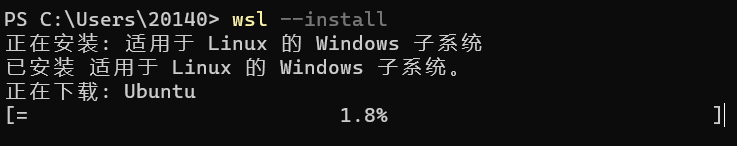 PS C:\Users\20140> wsl --install
正在安装: 适用于 Linux 的 Windows 子系统
已安装 适用于 Linux 的 Windows 子系统。
正在下载: Ubuntu
[=                          1.8%                           ]